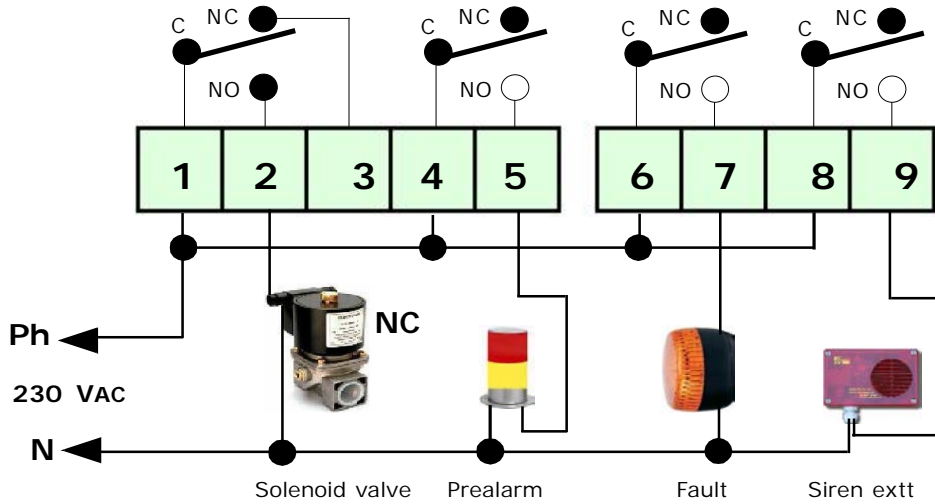 C NC C NC C NC C NC
NO NO NO NO
1 2 3 4 5 6 7 8 9
NC
Ph
230 VAC
N
Solenoid valve Prealarm Fault Siren extt